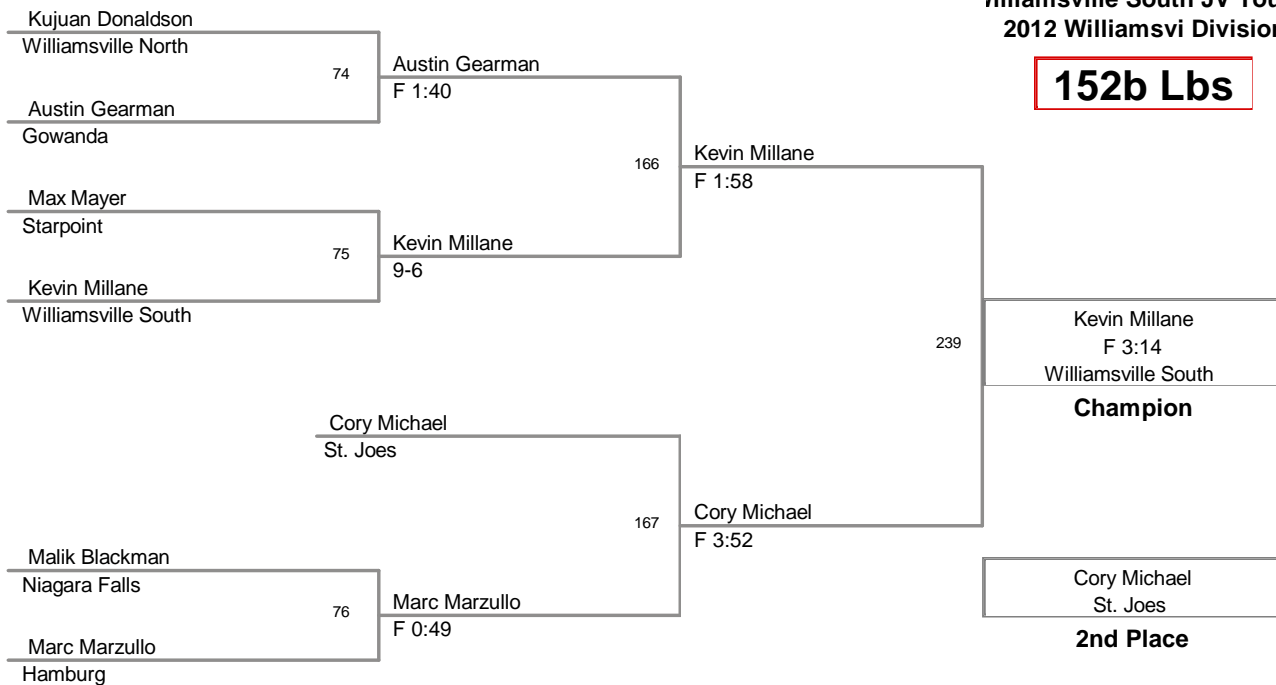 South JV
2012 Williamsvi
152b Lbs
Kujuan Donaldson
Williamsville North
74
Austin Gearman
F 1:40
Austin Gearman
Gowanda
166
Kevin Millane
F 1:58
Max Mayer
Starpoint
75
Kevin Millane
9-6
Kevin Millane
Williamsville South
239
Kevin Millane
F 3:14
Williamsville South
Champion
Cory Michael
St. Joes
167
Cory Michael
F 3:52
Malik Blackman
Niagara Falls
76
Marc Marzullo
F 0:49
Marc Marzullo
Hamburg
Cory Michael
St. Joes
2nd Place